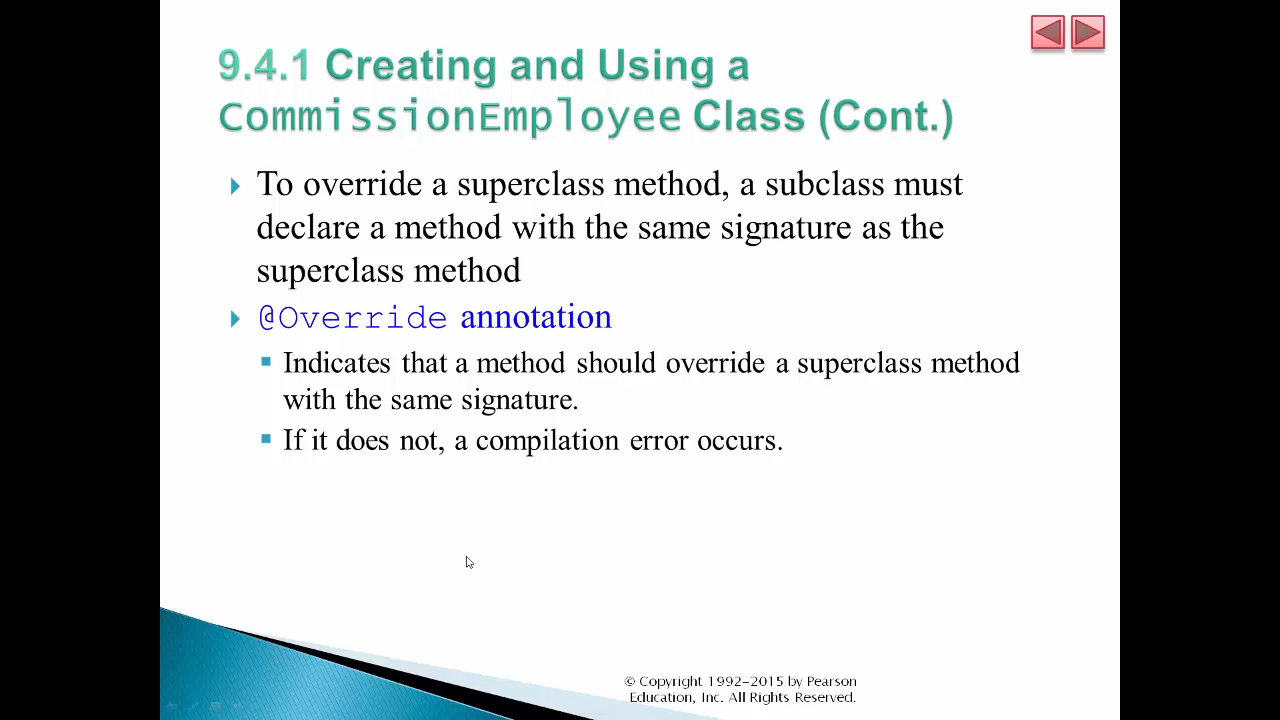 9.4.1 Creating and Using a
CommissionEmployee Class (Cont.)
To override a superclass method, a subclass must
declare a method with the same signature as the
superclass method
@Override annotation
Indicates that a method should override a superclass method
with the same signature.
If it does not, a compilation error occurs.
© Copyright 1992–2015 by Pearson
Education, Inc. All Rights Reserved.